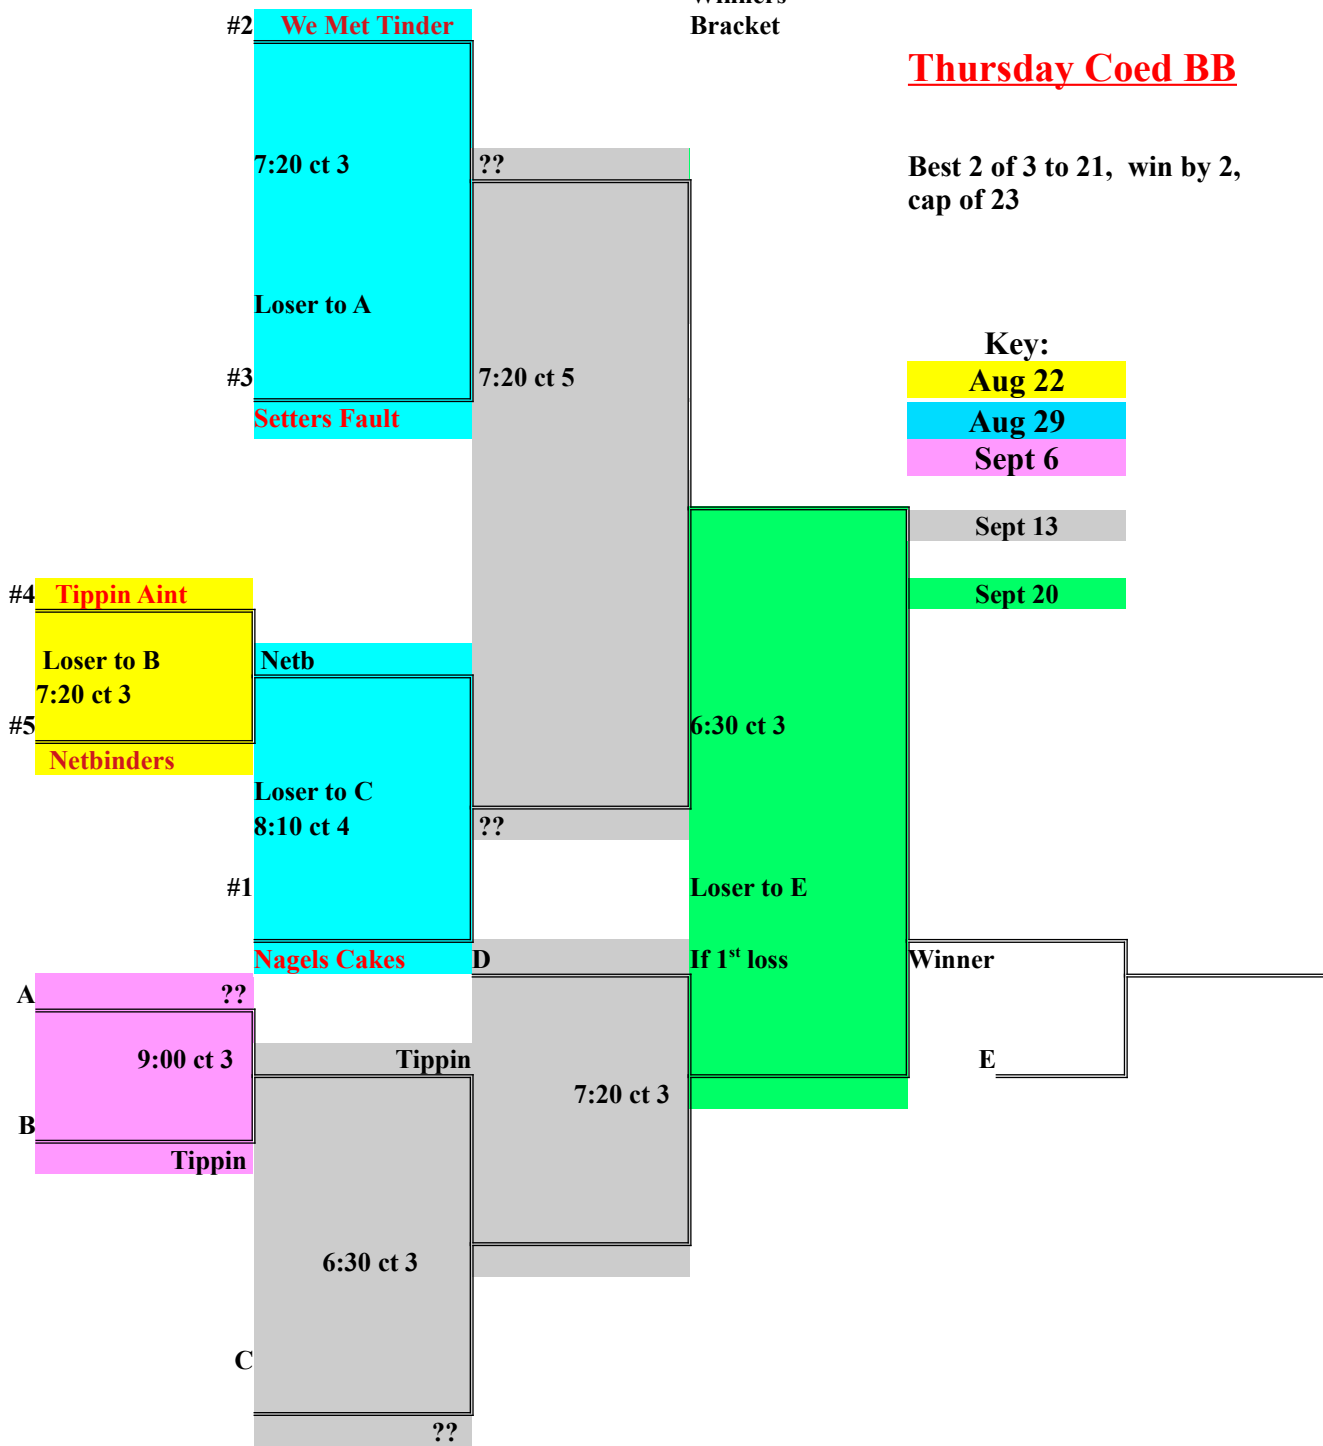 Winners
Bracket
#2 We Met Tinder
Thursday Coed BB
7:20 ct 3
??
Best 2 of 3 to 21, win by 2,
cap of 23
Loser to A
Key:
#3
7:20 ct 5
Aug 22
Setters Fault
Aug 29
Sept 6
Sept 13
#4 Tippin Aint
Sept 20
Loser to B
Netb
7:20 ct 3
#5
6:30 ct 3
Netbinders
Loser to C
8:10 ct 4
??
#1
Loser to E
Nagels Cakes
D
If 1st loss
Winner
A ??
9:00 ct 3
Tippin
E
7:20 ct 3
B
Tippin
6:30 ct 3
C
??